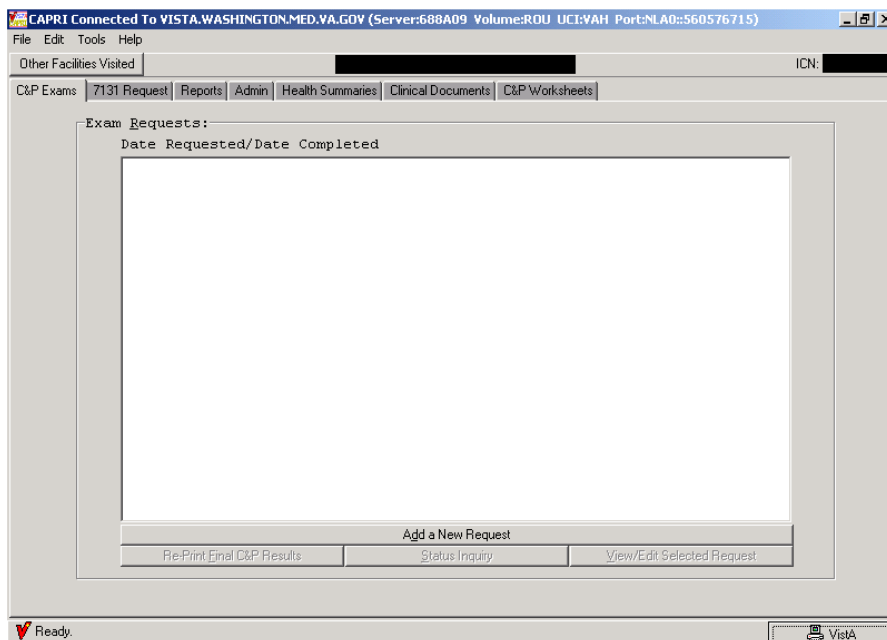 CAPRI Connected To VISTA.WASHINGTON.MED.VA.GOV (Server:688A09 Volume:ROU UCI:VAH Port:NLA0::560576715)
File Edit Tools Help
Other Facilities Visited ICN:
C&P Exams 7131 Request Reports Admin Health Summaries Clinical Documents C&P Worksheets
Exam Requests:
Date Requested/Date Completed
Add a New Request
Re-Print Final C&P Results Status Inquiry View/Edit Selected Request
Ready. VistA